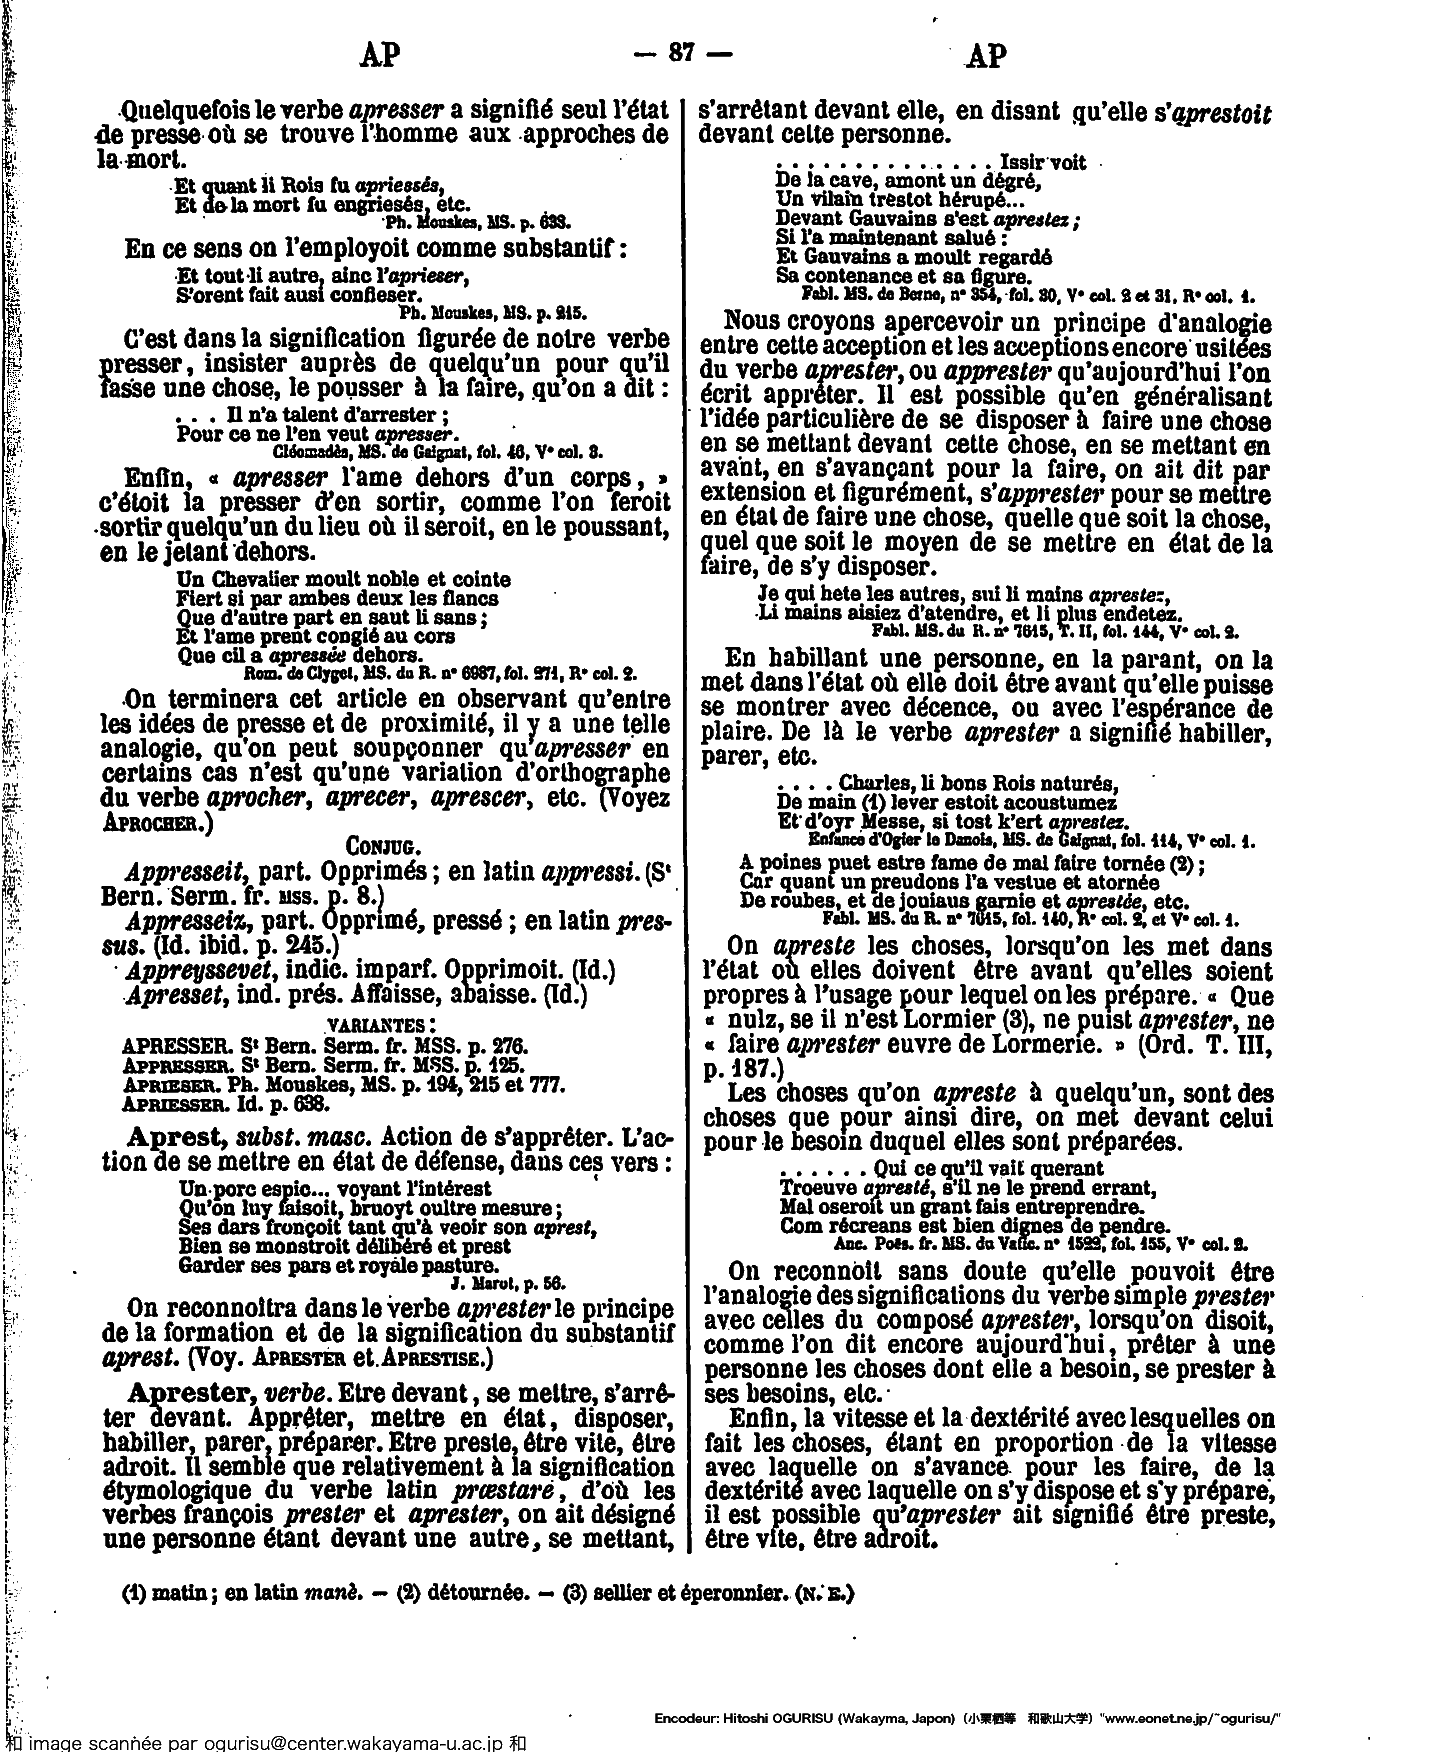 AP — 87 — AP
Quelquefois le verbe apresser a signifié seul l'état
de presse où se trouve l'homme aux approches de
la mort.
Et quant li Rois fu apriessés,
Et de la mort fu engriesés, etc.
Ph. Mouskes, MS. p. 633.
En ce sens on l'employoit comme substantif :
Et tout li autre, ainc l'aprieser,
S'orent fait ausi confieser.
Ph. Mouskes, MS. p. 215.
C'est dans la signification figurée de notre verbe
presser, insister auprès de quelqu'un pour qu'il
fasse une chose, le pousser à la faire, qu'on a dit :
. . . Il n'a talent d'arrester ;
Pour ce ne l'en veut apresser.
Cléomadès, MS. de Gaignat, fol. 46, V° col. 3.
Enfin, « apresser l'ame dehors d'un corps, »
c'étoit la presser d'en sortir, comme l'on feroit
sortir quelqu'un du lieu où il seroit, en le poussant,
en le jetant dehors.
Un Chevalier moult noble et cointe
Fiert si par ambes deux les flancs
Que d'autre part en saut li sans ;
Et l'ame prent congié au cors
Que cil a apressée dehors.
Rom. de Clyget, MS. du R. n° 6987, fol. 271, R° col. 2.
On terminera cet article en observant qu'entre
les idées de presse et de proximité, il y a une telle
analogie, qu'on peut soupçonner qu'apresser en
certains cas n'est qu'une variation d'orthographe
du verbe aprocher, aprecer, aprescer, etc. (Voyez
APROCHER.)
CONJUG.
Appresseit, part. Opprimés ; en latin appressi. (St
Bern. Serm. fr. MSS. p. 8.)
Appresseiz, part. Opprimé, pressé ; en latin pres-
sus. (Id. ibid. p. 245.)
Appreyssevet, indic. imparf. Opprimoit. (Id.)
Apresset, ind. prés. Affaisse, abaisse. (Id.)
VARIANTES :
APRESSER. St Bern. Serm. fr. MSS. p. 276.
APPRESSER. St Bern. Serm. fr. MSS. p. 125.
APRIESER. Ph. Mouskes, MS. p. 194, 215 et 777.
APRIESSER. Id. p. 638.
Aprest, subst. masc. Action de s'apprêter. L'ac-
tion de se mettre en état de défense, dans ces vers :
Un porc espic... voyant l'intérest
Qu'on luy faisoit, bruoyt oultre mesure ;
Ses dars fronçoit tant qu'à veoir son aprest,
Bien se monstroit délibéré et prest
Garder ses pars et royale pasture.
J. Marot, p. 56.
On reconnoîtra dans le verbe aprester le principe
de la formation et de la signification du substantif
aprest. (Voy. APRESTER et APRESTISE.)
Aprester, verbe. Etre devant, se mettre, s'arrê-
ter devant. Apprêter, mettre en état, disposer,
habiller, parer, préparer. Etre preste, être vite, être
adroit. Il semble que relativement à la signification
étymologique du verbe latin præstare, d'où les
verbes françois prester et aprester, on ait désigné
une personne étant devant une autre, se mettant,
s'arrêtant devant elle, en disant qu'elle s'aprestoit
devant cette personne.
. . . . . . . . . . . . . . Issir voit
De la cave, amont un dégré,
Un vilain trestot hérupé...
Devant Gauvains s'est aprestez ;
Si l'a maintenant salué :
Et Gauvains a moult regardé
Sa contenance et sa figure.
Fabl. MS. de Berne, n° 354, fol. 30, V° col. 2 et 31, R° col. 1.
Nous croyons apercevoir un principe d'analogie
entre cette acception et les acceptions encore usitées
du verbe aprester, ou apprester qu'aujourd'hui l'on
écrit apprêter. Il est possible qu'en généralisant
l'idée particulière de se disposer à faire une chose
en se mettant devant cette chose, en se mettant en
avant, en s'avançant pour la faire, on ait dit par
extension et figurément, s'apprester pour se mettre
en état de faire une chose, quelle que soit la chose,
quel que soit le moyen de se mettre en état de la
faire, de s'y disposer.
Je qui hete les autres, sui li mains aprestez,
Li mains aisiez d'atendre, et li plus endetez.
Fabl. MS. du R. n° 7615, T. II, fol. 144, V° col. 2.
En habillant une personne, en la parant, on la
met dans l'état où elle doit être avant qu'elle puisse
se montrer avec décence, ou avec l'espérance de
plaire. De là le verbe aprester a signifié habiller,
parer, etc.
. . . . Charles, li bons Rois naturés,
De main (1) lever estoit acoustumez
Et d'oyr Messe, si tost k'ert aprestez.
Enfance d'Ogier le Danois, MS. de Gaignat, fol. 114, V° col. 1.
A poines puet estre fame de mal faire tornée (2) ;
Car quant un preudons l'a vestue et atornée
De roubes, et de jouiaus garnie et aprestée, etc.
Fabl. MS. du R. n° 7615, fol. 140, R° col. 2, et V° col. 1.
On apreste les choses, lorsqu'on les met dans
l'état où elles doivent être avant qu'elles soient
propres à l'usage pour lequel on les prépare. « Que
« nulz, se il n'est Lormier (3), ne puist aprester, ne
« faire aprester euvre de Lormerie. » (Ord. T. III,
p. 187.)
Les choses qu'on apreste à quelqu'un, sont des
choses que pour ainsi dire, on met devant celui
pour le besoin duquel elles sont préparées.
. . . . . . Qui ce qu'il vait querant
Troeuve apresté, s'il ne le prend errant,
Mal oseroit un grant fais entreprendre.
Com récreans est bien dignes de pendre.
Anc. Poës. fr. MS. du Vatic. n° 1522, fol. 155, V° col. 2.
On reconnoît sans doute qu'elle pouvoit être
l'analogie des significations du verbe simple prester
avec celles du composé aprester, lorsqu'on disoit,
comme l'on dit encore aujourd'hui, prêter à une
personne les choses dont elle a besoin, se prester à
ses besoins, etc.
Enfin, la vitesse et la dextérité avec lesquelles on
fait les choses, étant en proportion de la vitesse
avec laquelle on s'avance pour les faire, de la
dextérité avec laquelle on s'y dispose et s'y prépare,
il est possible qu'aprester ait signifié être preste,
être vite, être adroit.
(1) matin ; en latin manè. — (2) détournée. — (3) sellier et éperonnier. (N. E.)
Encodeur: Hitoshi OGURISU (Wakayma, Japon) (小栗栖等 和歌山大学) "www.eonet.ne.jp/~ogurisu/"
和 image scannée par ogurisu@center.wakayama-u.ac.jp 和